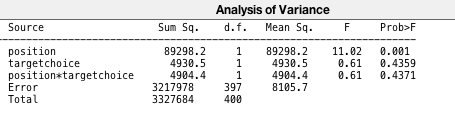 Analysis of Variance
Source Sum Sq. d.f. Mean Sq. F Prob>F
position 89298.2 1 89298.2 11.02 0.001
targetchoice 4930.5 1 4930.5 0.61 0.4359
position*targetchoice 4904.4 1 4904.4 0.61 0.4371
Error 3217978 397 8105.7
Total 3327684 400